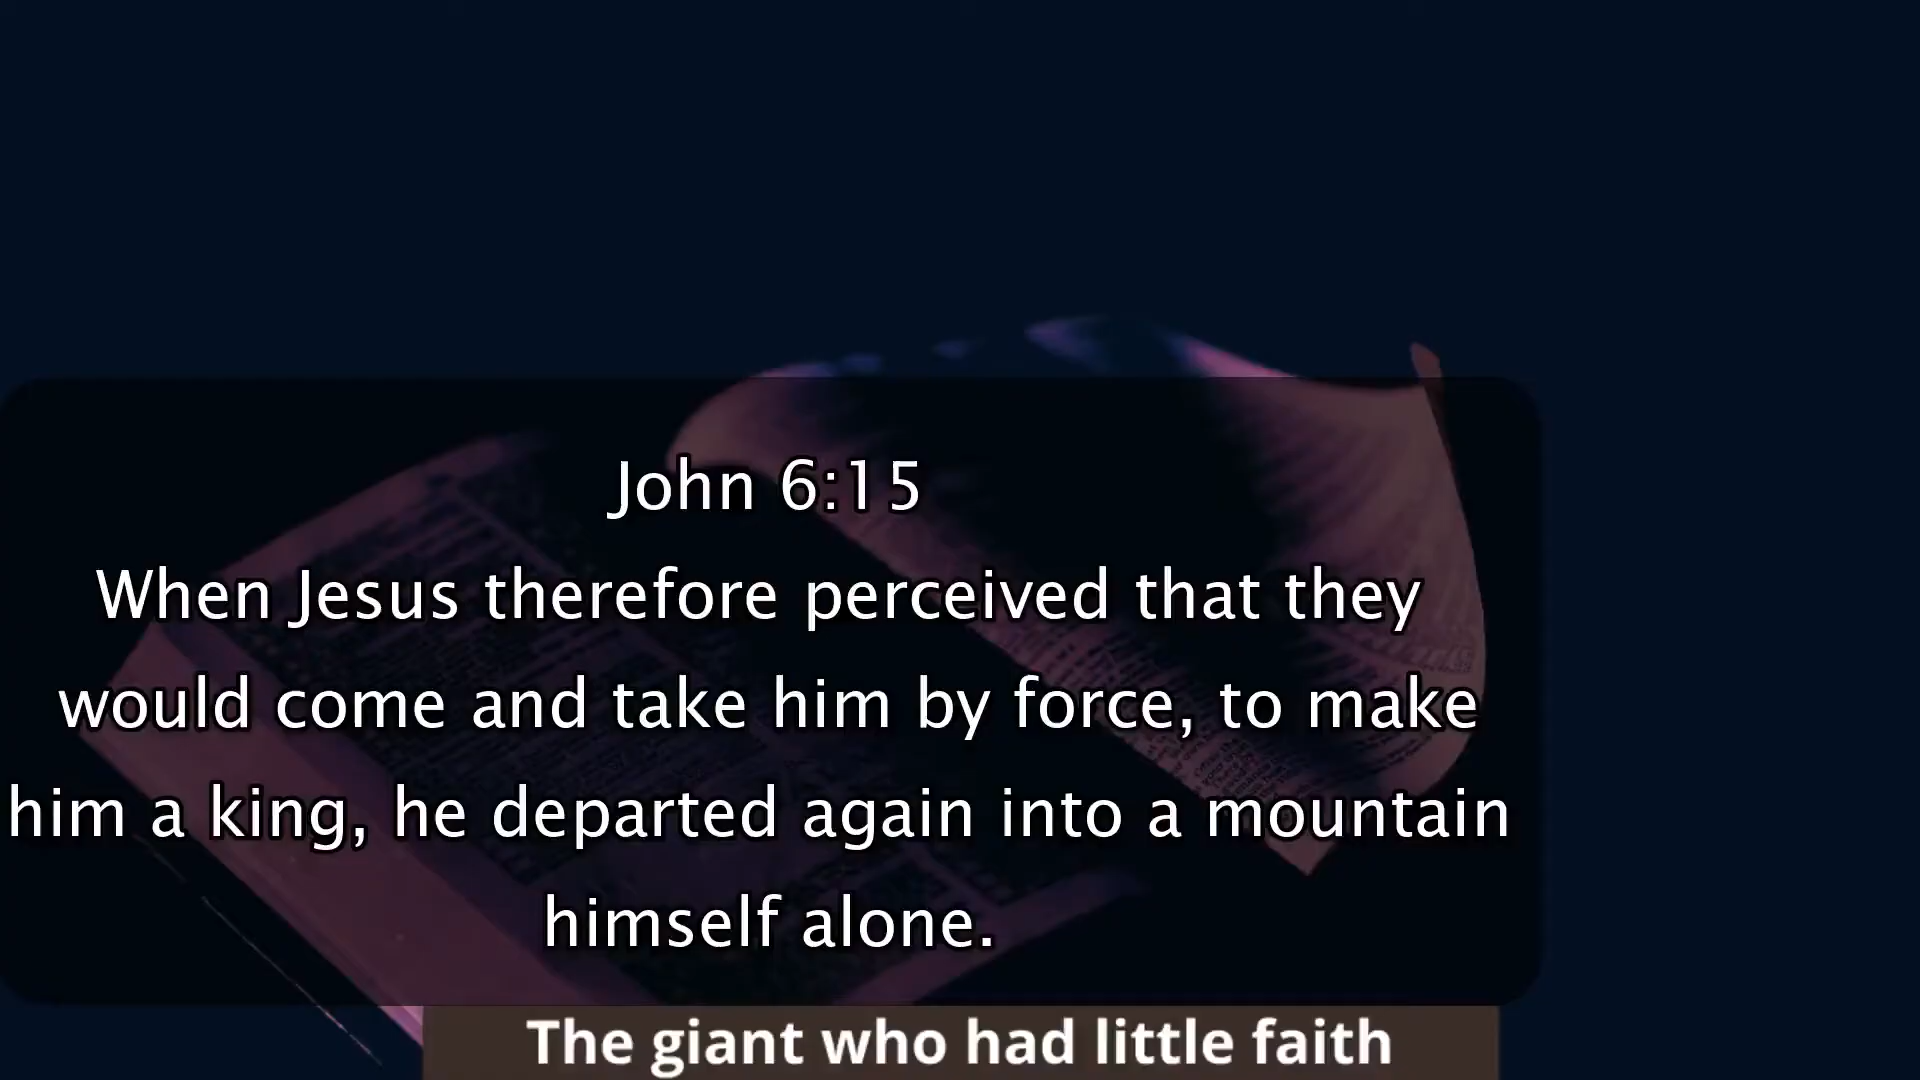 John 6:15
When Jesus therefore perceived that they
would come and take him by force, to make
him a king, he departed again into a mountain
himself alone.
The giant who had little faith